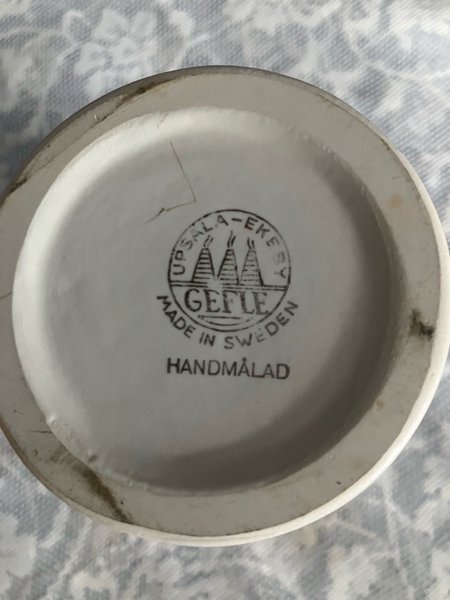 UPSALA-EKEBY
GEFLE
MADE IN SWEDEN
HANDMÅLAD